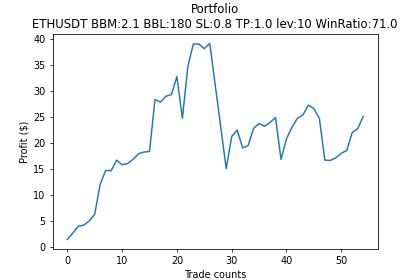 Portfolio
ETHUSDT BBM:2.1 BBL:180 SL:0.8 TP:1.0 lev:10 WinRatio:71.0
40
35
30
25
20
15
10
5
0
Profit ($)
0 10 20 30 40 50
Trade counts